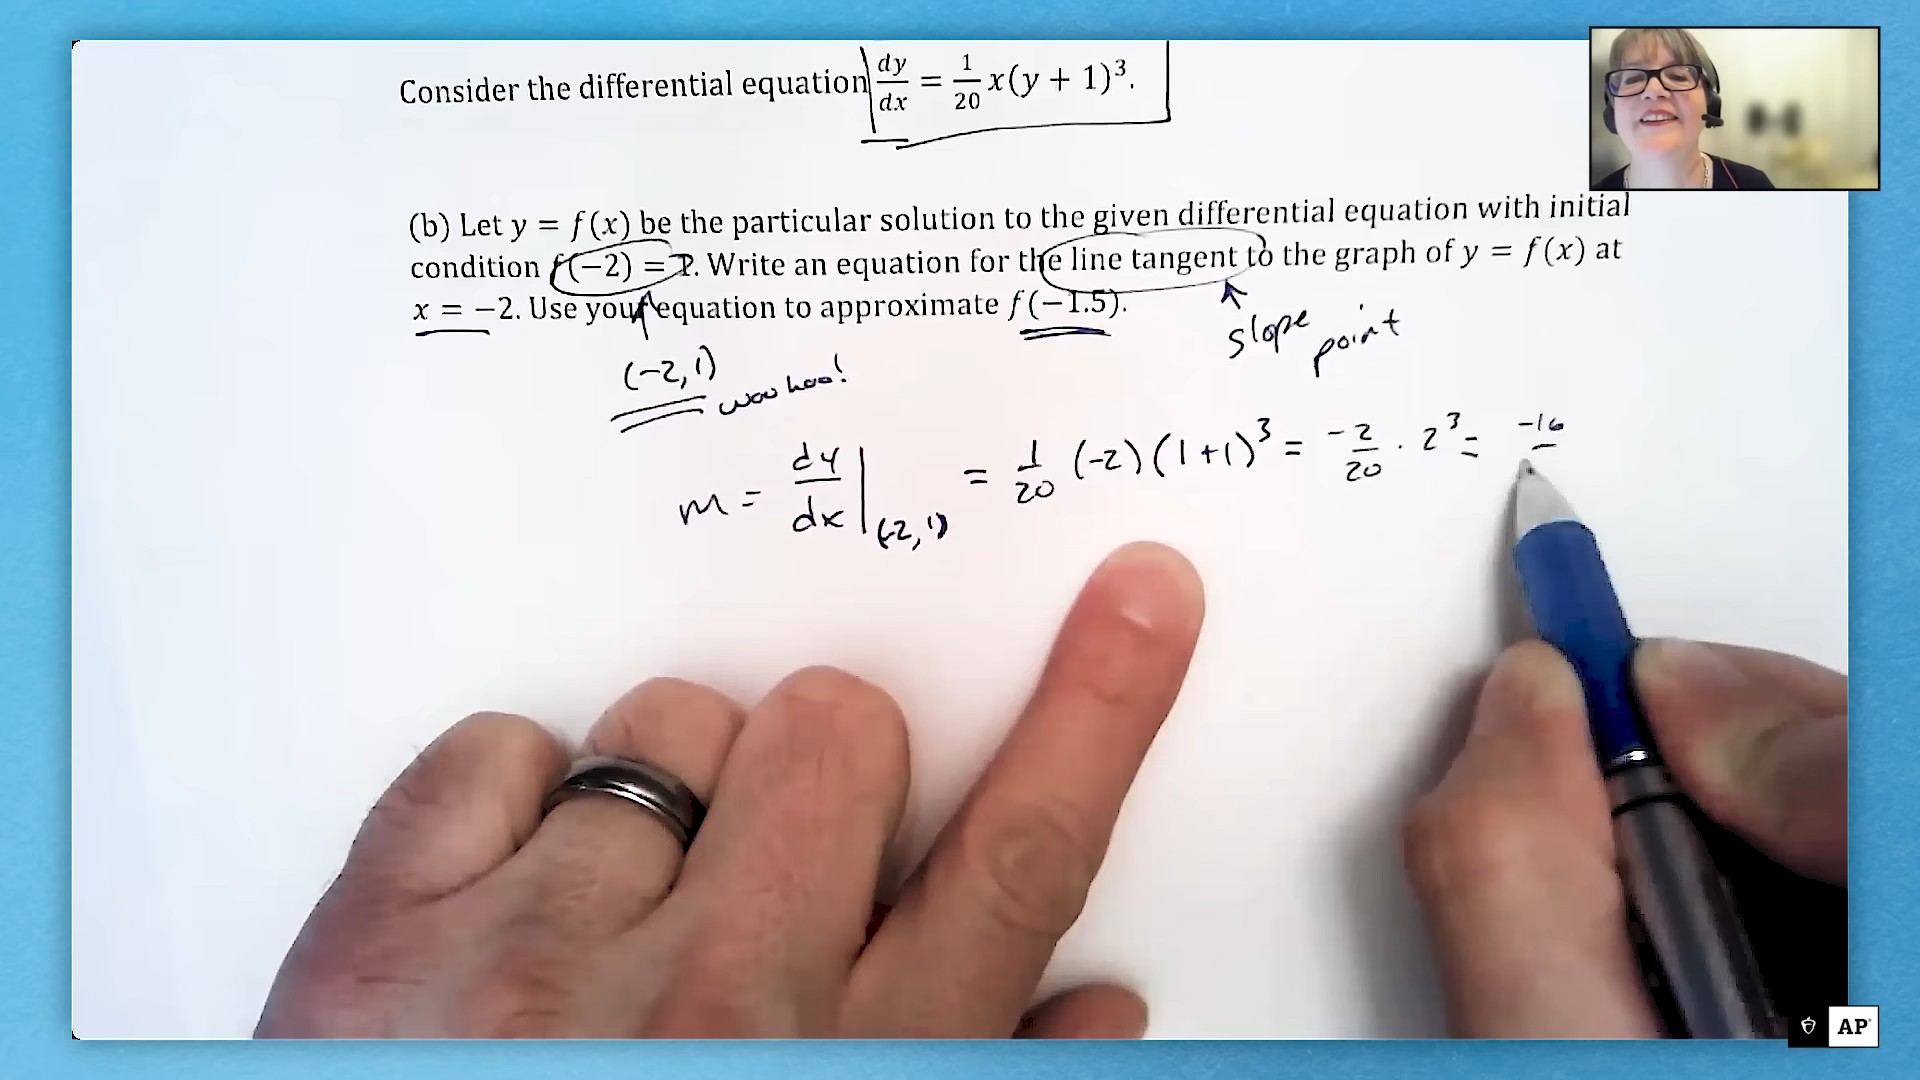 Consider the differential equation dy/dx = 1/20 x(y + 1)³.
(b) Let y = f(x) be the particular solution to the given differential equation with initial
condition f(−2) = 1. Write an equation for the line tangent to the graph of y = f(x) at
x = −2. Use your equation to approximate f(−1.5).
slope point
(-2, 1) woo hoo!
m = dy/dx |(-2, 1) = 1/20 (-2)(1+1)³ = -2/20 · 2³ = -16
AP